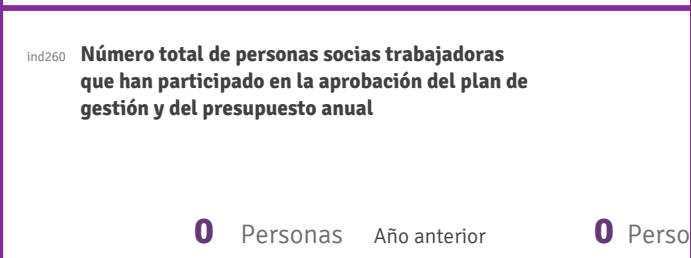 ind260 Número total de personas socias trabajadoras
que han participado en la aprobación del plan de
gestión y del presupuesto anual
0 Personas Año anterior 0 Perso